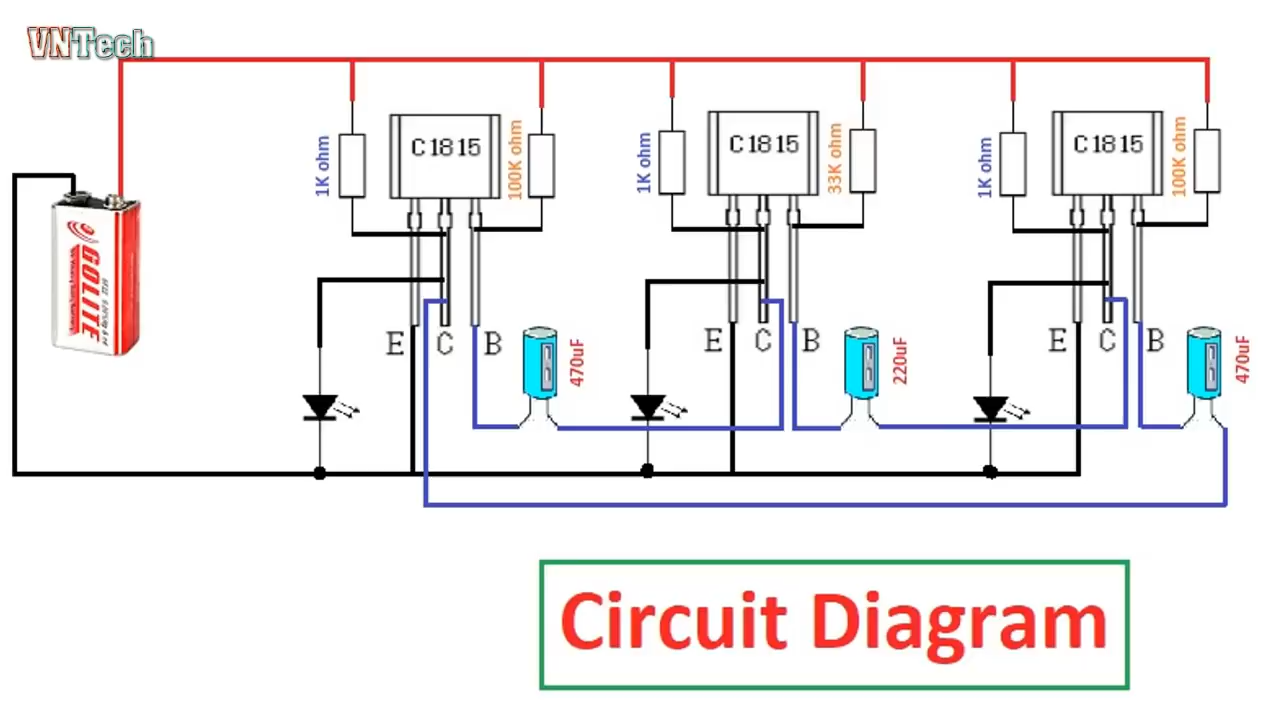 VNTech
1K ohm
C1815
100K ohm
1K ohm
C1815
33K ohm
1K ohm
C1815
100K ohm
GOLITE
E C B
470uF
E C B
220uF
E C B
470uF
Circuit Diagram